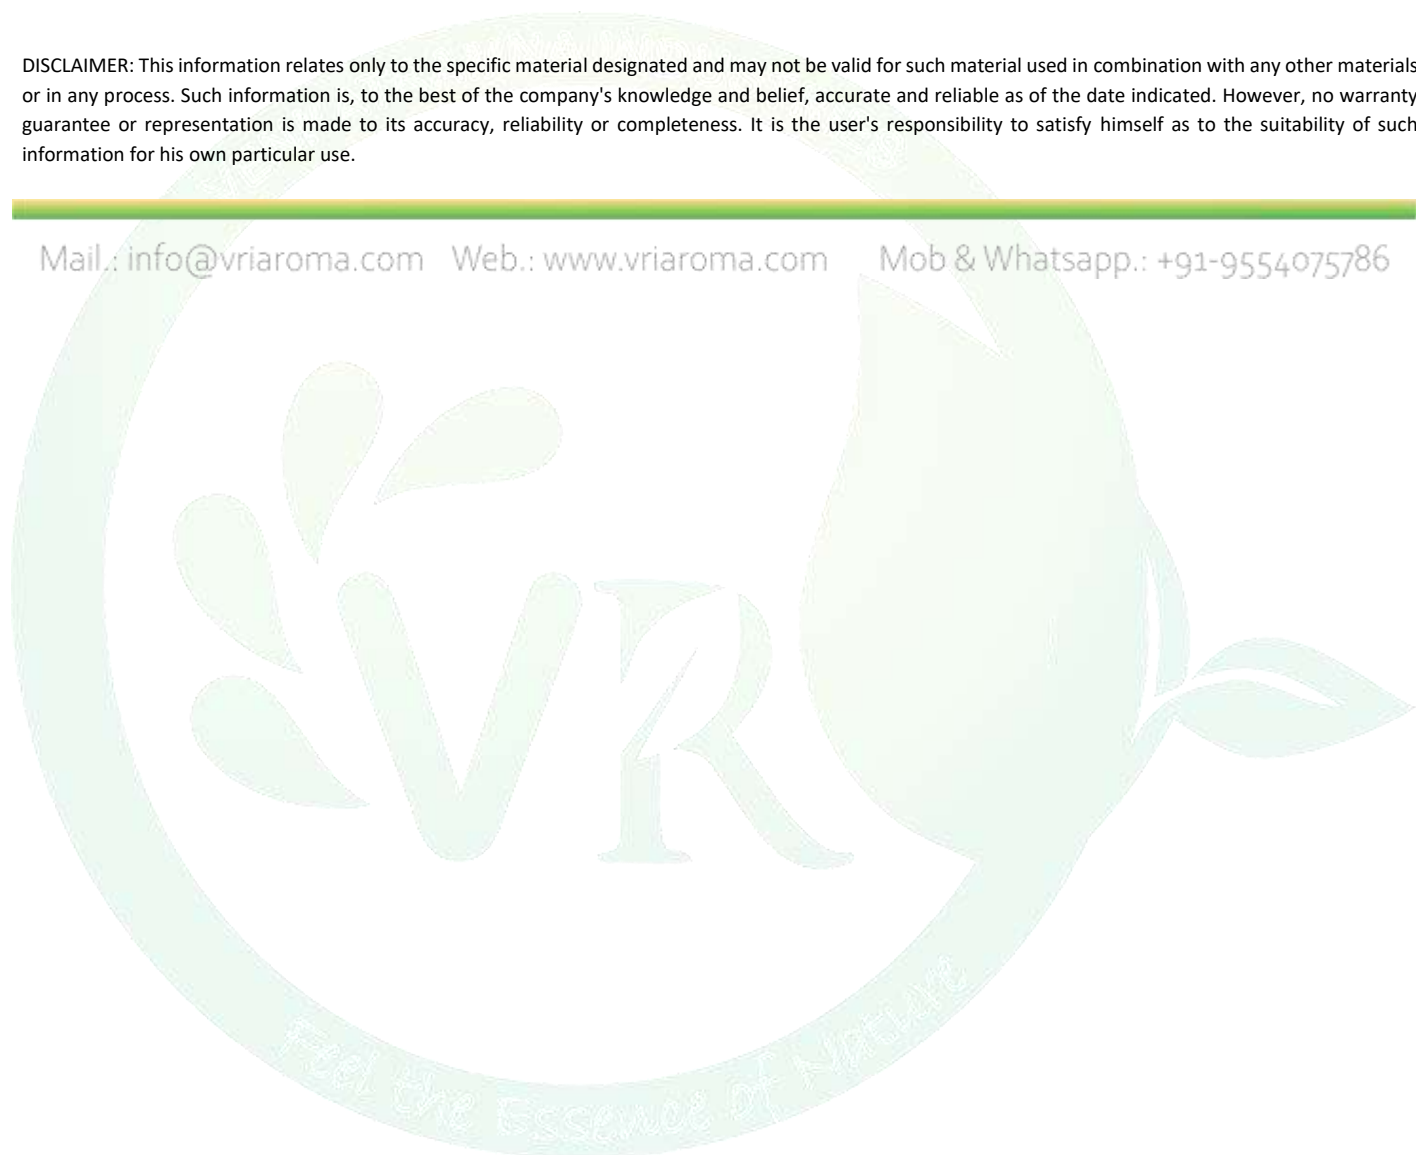 DISCLAIMER: This information relates only to the specific material designated and may not be valid for such material used in combination with any other materials
or in any process. Such information is, to the best of the company's knowledge and belief, accurate and reliable as of the date indicated. However, no warranty
guarantee or representation is made to its accuracy, reliability or completeness. It is the user's responsibility to satisfy himself as to the suitability of such
information for his own particular use.
Mail.: info@vriaroma.com Web.: www.vriaroma.com Mob & Whatsapp.: +91-9554075786
VR
Feel the Essence of Nature